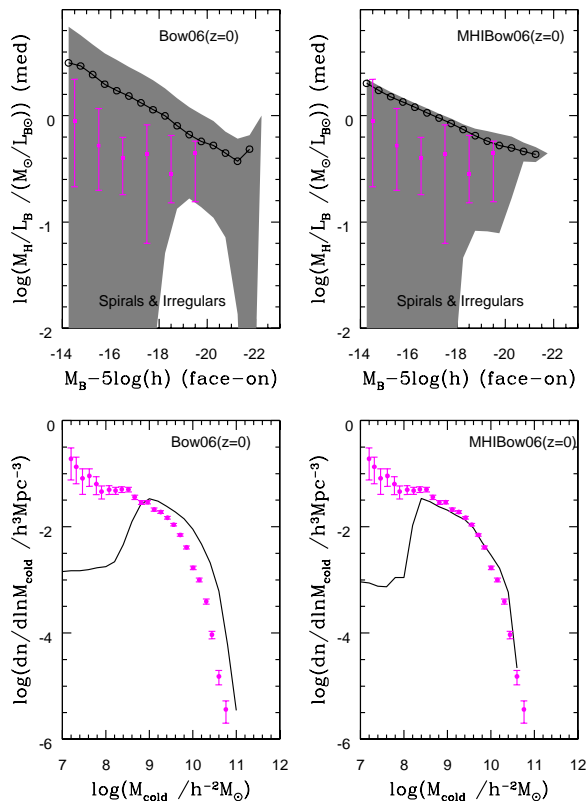 Bow06(z=0)
log(M_H/L_B /(M_⊙/L_B⊙)) (med)
0
-1
-2
Spirals & Irregulars
-14 -16 -18 -20 -22
M_B-5log(h) (face-on)
MHIBow06(z=0)
log(M_H/L_B /(M_⊙/L_B⊙)) (med)
0
-1
-2
Spirals & Irregulars
-14 -16 -18 -20 -22
M_B-5log(h) (face-on)
Bow06(z=0)
log(dn/dlnM_cold /h³Mpc⁻³)
0
-2
-4
-6
7 8 9 10 11 12
log(M_cold /h⁻²M_⊙)
MHIBow06(z=0)
log(dn/dlnM_cold /h³Mpc⁻³)
0
-2
-4
-6
7 8 9 10 11 12
log(M_cold /h⁻²M_⊙)